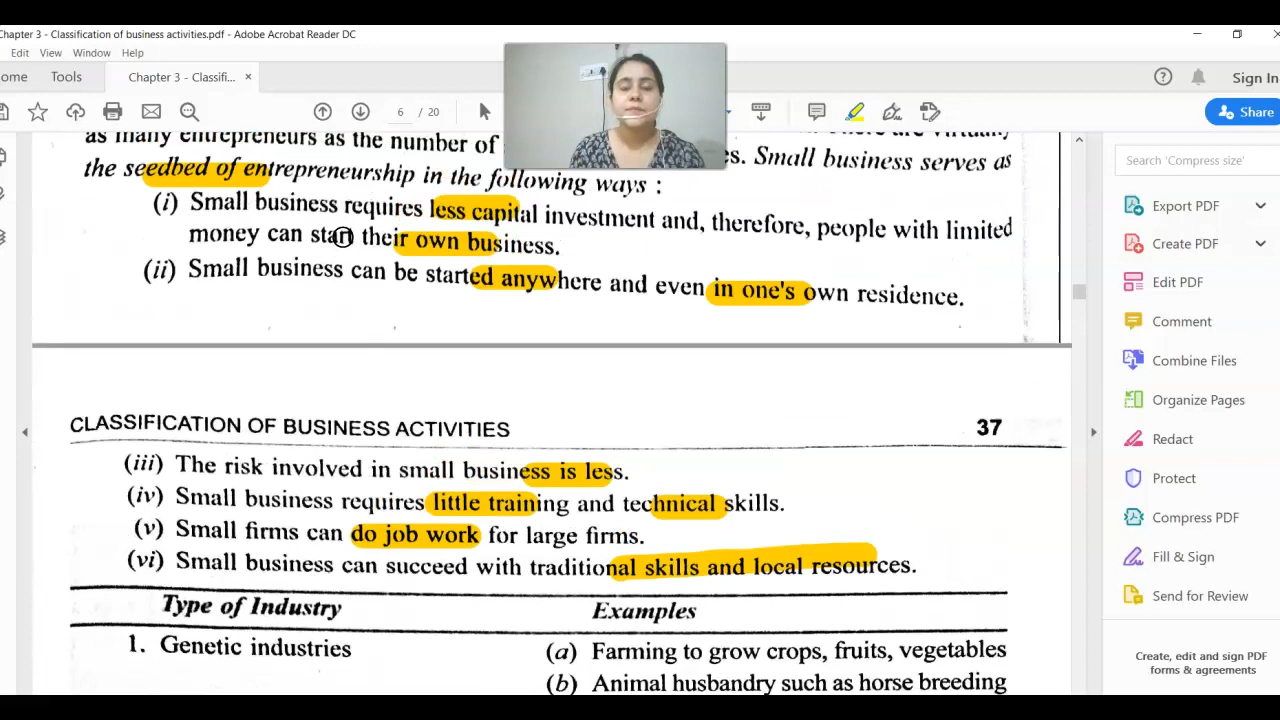 Chapter 3 - Classification of business activities.pdf - Adobe Acrobat Reader DC
Edit View Window Help
ome Tools Chapter 3 - Classifi... × Sign In
6 / 20 Share
as many entrepreneurs as the number of
the seedbed of entrepreneurship in the following ways : es. Small business serves as
(i) Small business requires less capital investment and, therefore, people with limited
money can start their own business.
(ii) Small business can be started anywhere and even in one's own residence.
CLASSIFICATION OF BUSINESS ACTIVITIES 37
(iii) The risk involved in small business is less.
(iv) Small business requires little training and technical skills.
(v) Small firms can do job work for large firms.
(vi) Small business can succeed with traditional skills and local resources.
Type of Industry Examples
1. Genetic industries (a) Farming to grow crops, fruits, vegetables
(b) Animal husbandry such as horse breeding
Search 'Compress size'
Export PDF
Create PDF
Edit PDF
Comment
Combine Files
Organize Pages
Redact
Protect
Compress PDF
Fill & Sign
Send for Review
Create, edit and sign PDF
forms & agreements